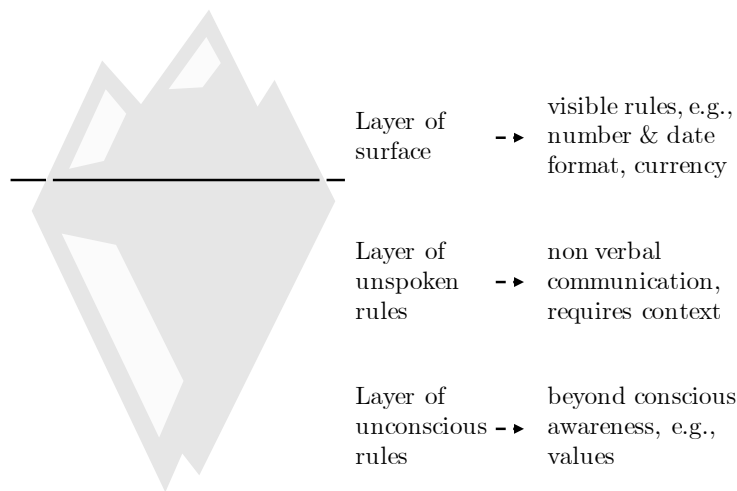 Layer of
surface
visible rules, e.g.,
number & date
format, currency
Layer of
unspoken
rules
non verbal
communication,
requires context
Layer of
unconscious
rules
beyond conscious
awareness, e.g.,
values